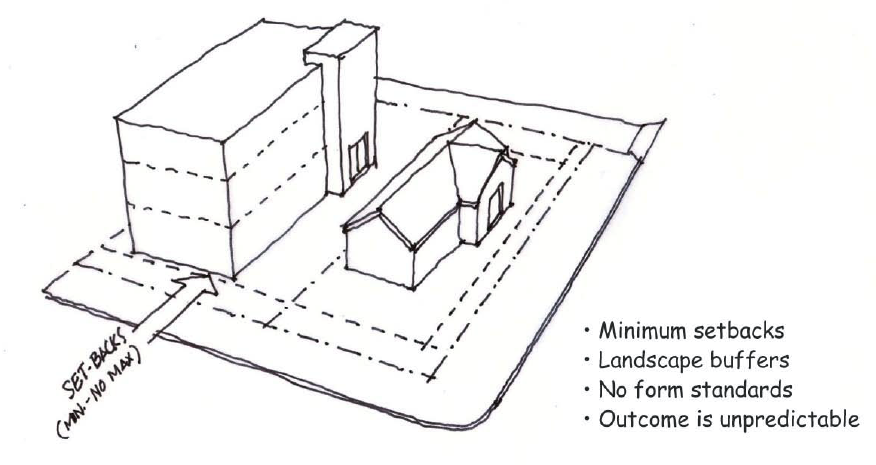 SET-BACKS
(MIN.-NO MAX)
• Minimum setbacks
• Landscape buffers
• No form standards
• Outcome is unpredictable